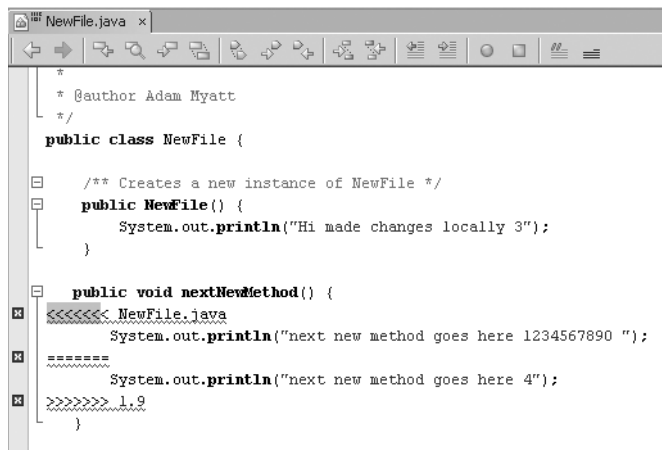 NewFile.java x
*
* @author Adam Myatt
*/
public class NewFile {
/** Creates a new instance of NewFile */
public NewFile() {
System.out.println("Hi made changes locally 3");
}
public void nextNewMethod() {
<<<<<<< NewFile.java
System.out.println("next new method goes here 1234567890 ");
=======
System.out.println("next new method goes here 4");
>>>>>>> 1.9
}